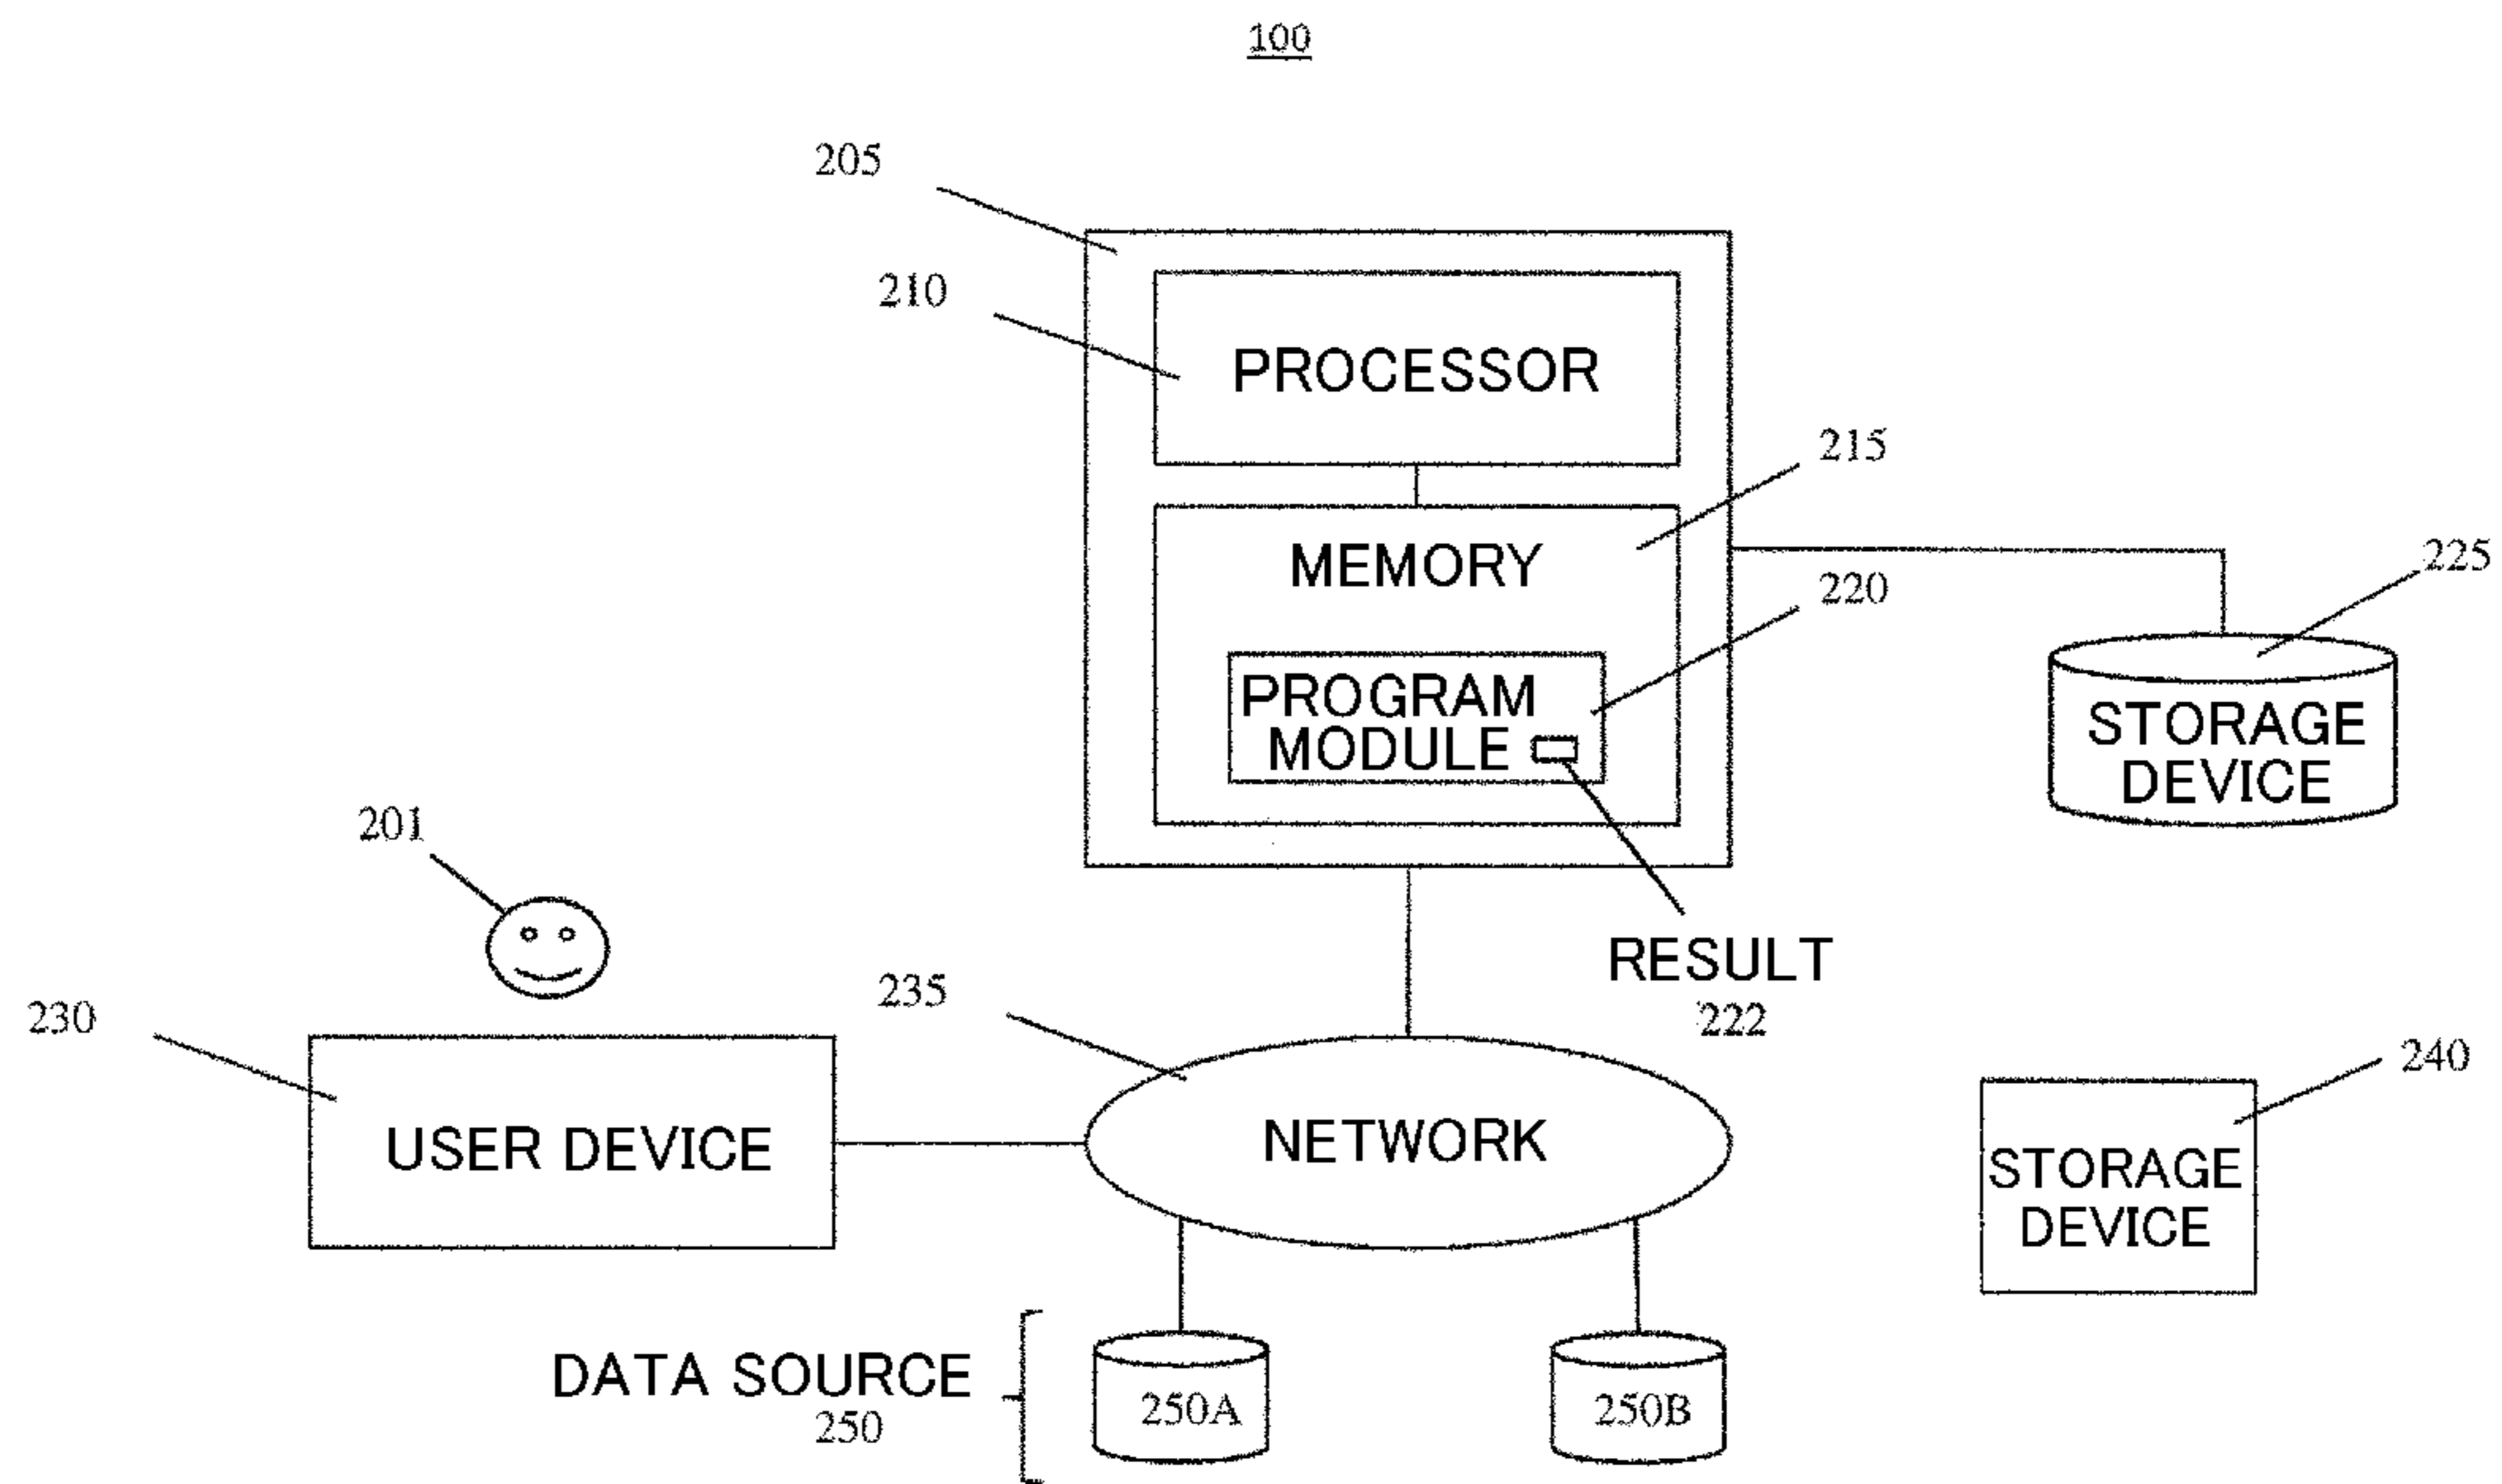 100
205
210
PROCESSOR
215
MEMORY
225
220
PROGRAM
MODULE
STORAGE
DEVICE
201
RESULT
222
235
230
240
USER DEVICE
NETWORK
STORAGE
DEVICE
DATA SOURCE
250
250A
250B